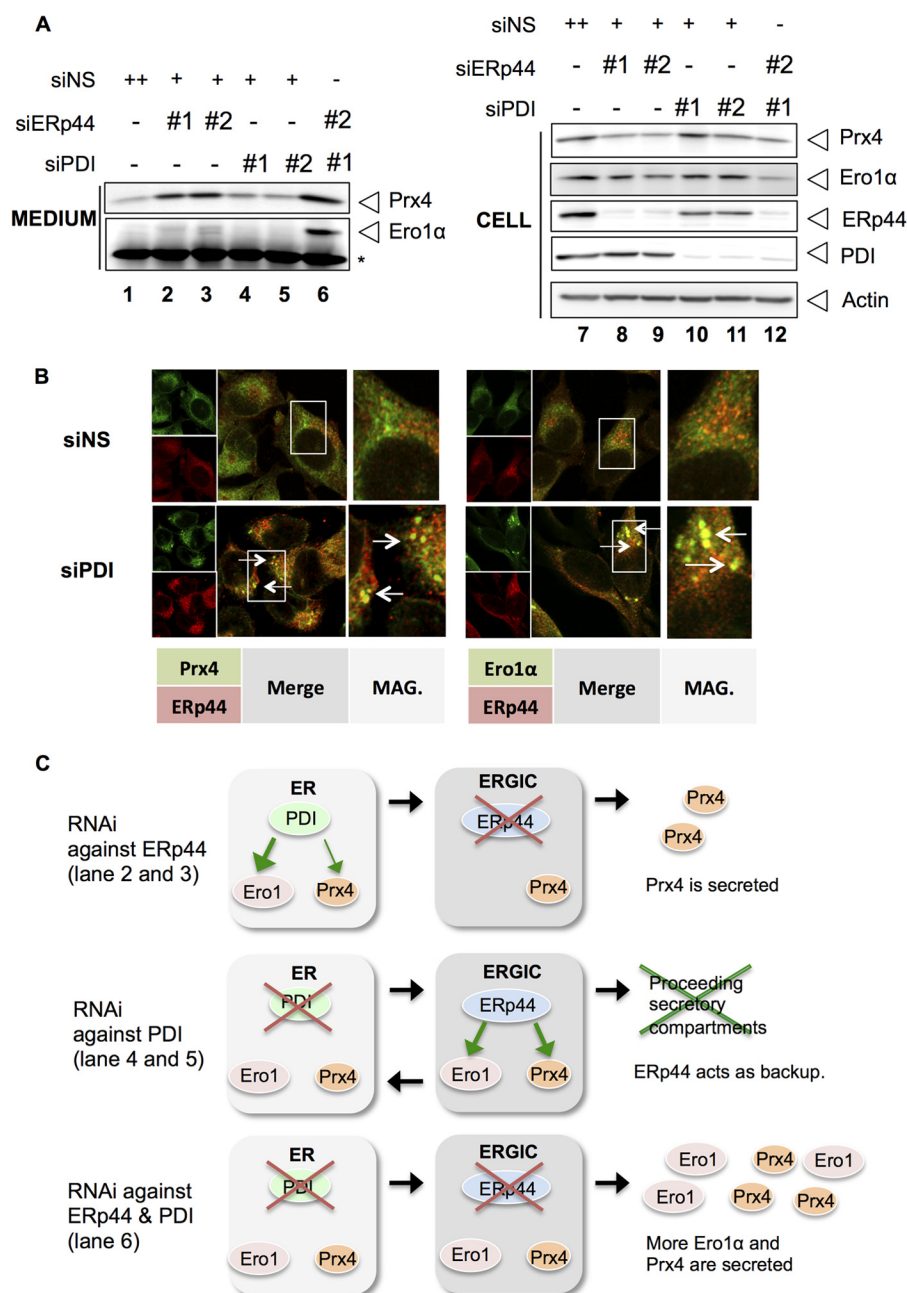 A
siNS ++ + + + + -
siERp44 - #1 #2 - - #2
siPDI - - - #1 #2 #1
MEDIUM
Prx4
Ero1α
*
1 2 3 4 5 6
siNS ++ + + + + -
siERp44 - #1 #2 - - #2
siPDI - - - #1 #2 #1
CELL
Prx4
Ero1α
ERp44
PDI
Actin
7 8 9 10 11 12
B
siNS
siPDI
Prx4
ERp44
Merge
MAG.
Ero1α
ERp44
Merge
MAG.
C
RNAi
against ERp44
(lane 2 and 3)
ER
PDI
Ero1 Prx4
ERGIC
ERp44
Prx4
Prx4
Prx4
Prx4 is secreted
RNAi
against PDI
(lane 4 and 5)
ER
PDI
Ero1 Prx4
ERGIC
ERp44
Ero1 Prx4
Proceeding
secretory
compartments
ERp44 acts as backup.
RNAi against
ERp44 & PDI
(lane 6)
ER
PDI
Ero1 Prx4
ERGIC
ERp44
Ero1 Prx4
Ero1 Prx4 Ero1
Ero1 Prx4 Prx4
More Ero1α and
Prx4 are secreted